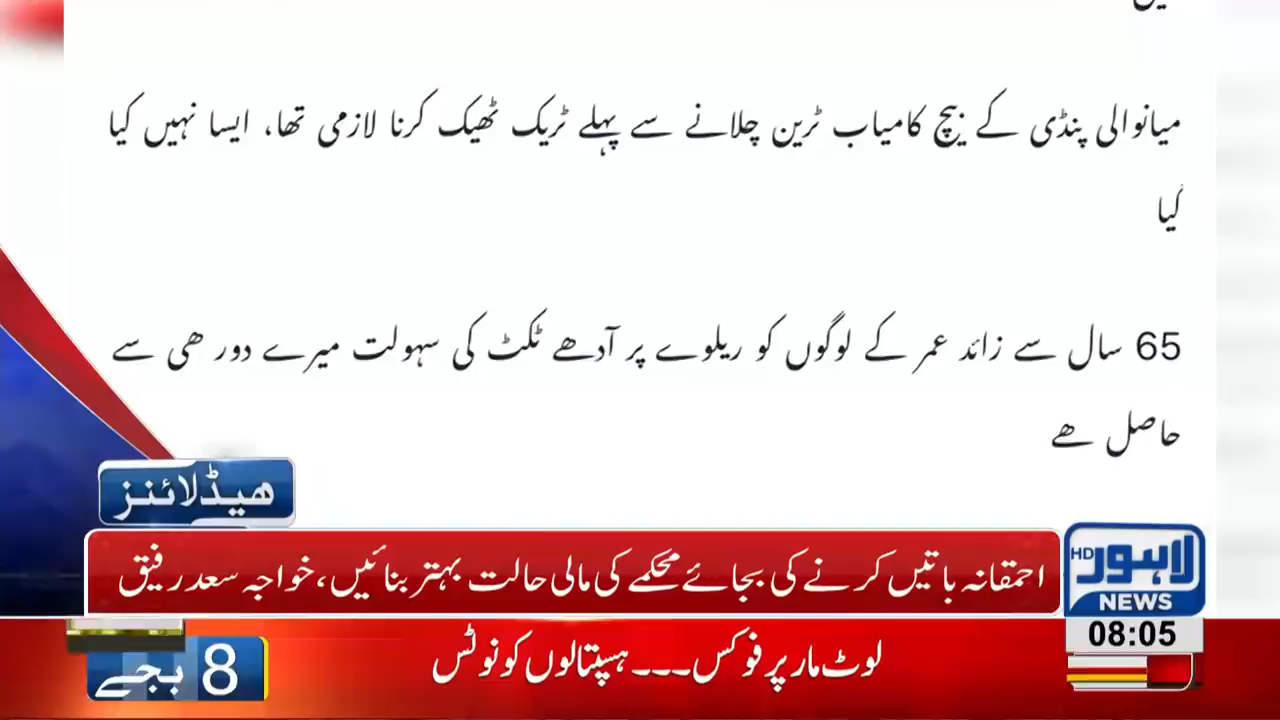 میانوالی پنڈی کے بیچ کامیاب ٹرین چلانے سے پہلے ٹریک ٹھیک کرنا لازمی تھا، ایسا نہیں کیا
گیا
65 سال سے زائد عمر کے لوگوں کو ریلوے پر آدھے ٹکٹ کی سہولت میرے دور ھی سے
حاصل ھے
ھیڈلائنز
احمقانہ باتیں کرنے کی بجائے محکمے کی مالی حالت بہتر بنائیں، خواجہ سعد رفیق
لاہور HD
NEWS
08:05
لوٹ مار پر فوکس۔۔۔ہسپتالوں کو نوٹس
8 بجے